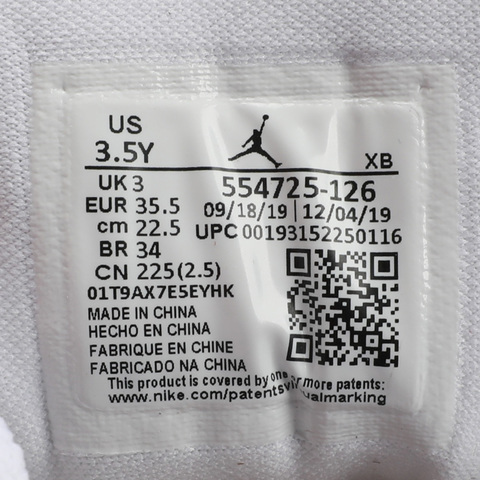 US
3.5Y
XB
UK 3
EUR 35.5
cm 22.5
BR 34
CN 225(2.5)
554725-126
09/18/19 | 12/04/19
UPC 00193152250116
01T9AX7E5EYHK
MADE IN CHINA
HECHO EN CHINA
FABRIQUE EN CHINE
FABRICADO NA CHINA
This product is covered by one or more patents:
www.nike.com/patentsvi ualmarking